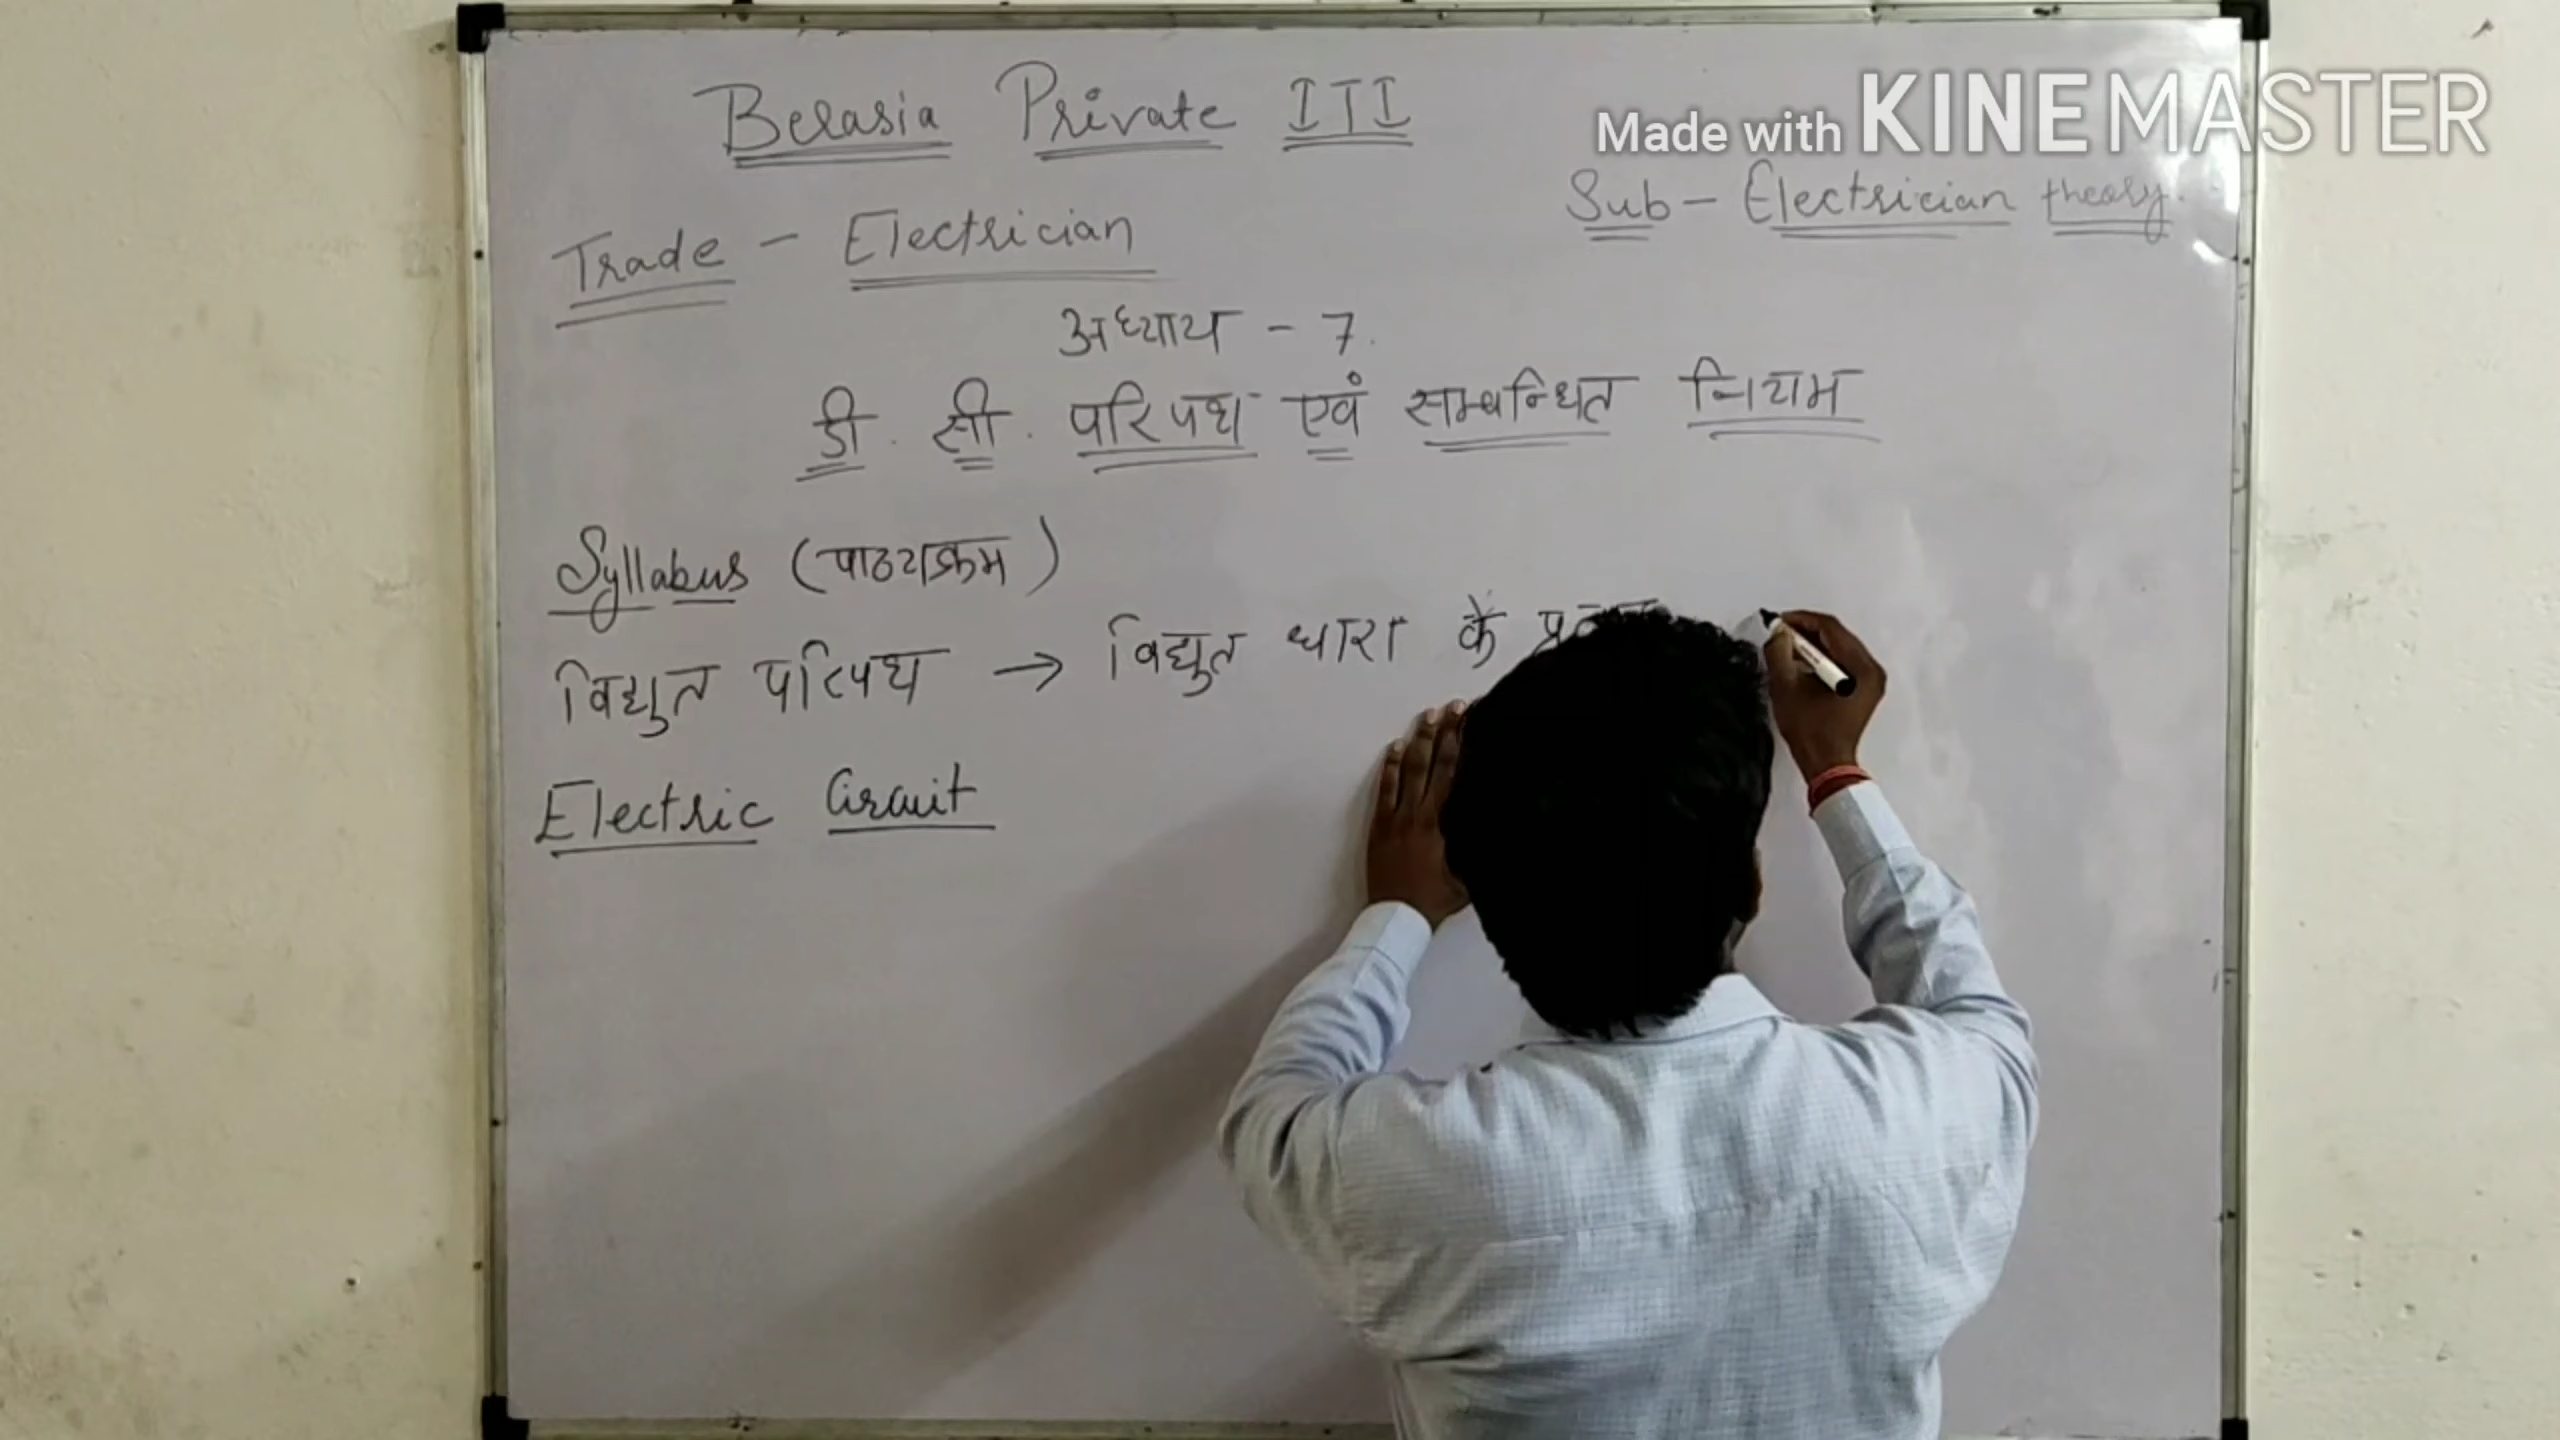 Berasia Private ITI
Made with KINEMASTER
Sub - Electrician theory.
Trade - Electrician
अध्याय - 7.
डी. सी. परिपथ एवं सम्बन्धित नियम
Syllabus (पाठ्यक्रम)
विद्युत परिपथ → विद्युत धारा के
Electric Circuit